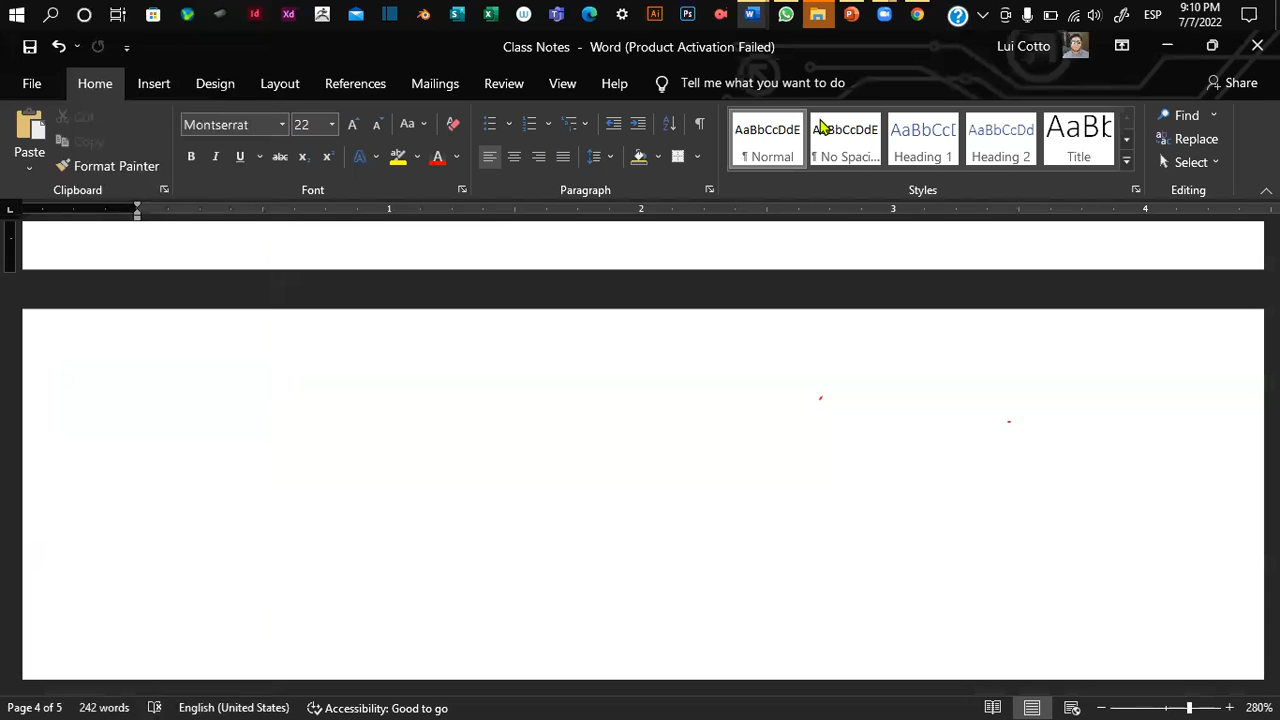 ESP
9:10 PM
7/7/2022
Class Notes - Word (Product Activation Failed)
Lui Cotto
File Home Insert Design Layout References Mailings Review View Help Tell me what you want to do Share
Paste
Cut
Copy
Format Painter
Clipboard
Montserrat 22
Font
Paragraph
AaBbCcDdE AaBbCcDdE AaBbC( AaBbCcDd AaBb
¶ Normal ¶ No Spaci... Heading 1 Heading 2 Title
Styles
Find
Replace
Select
Editing
1 2 3 4
Page 4 of 5 242 words English (United States) Accessibility: Good to go 280%